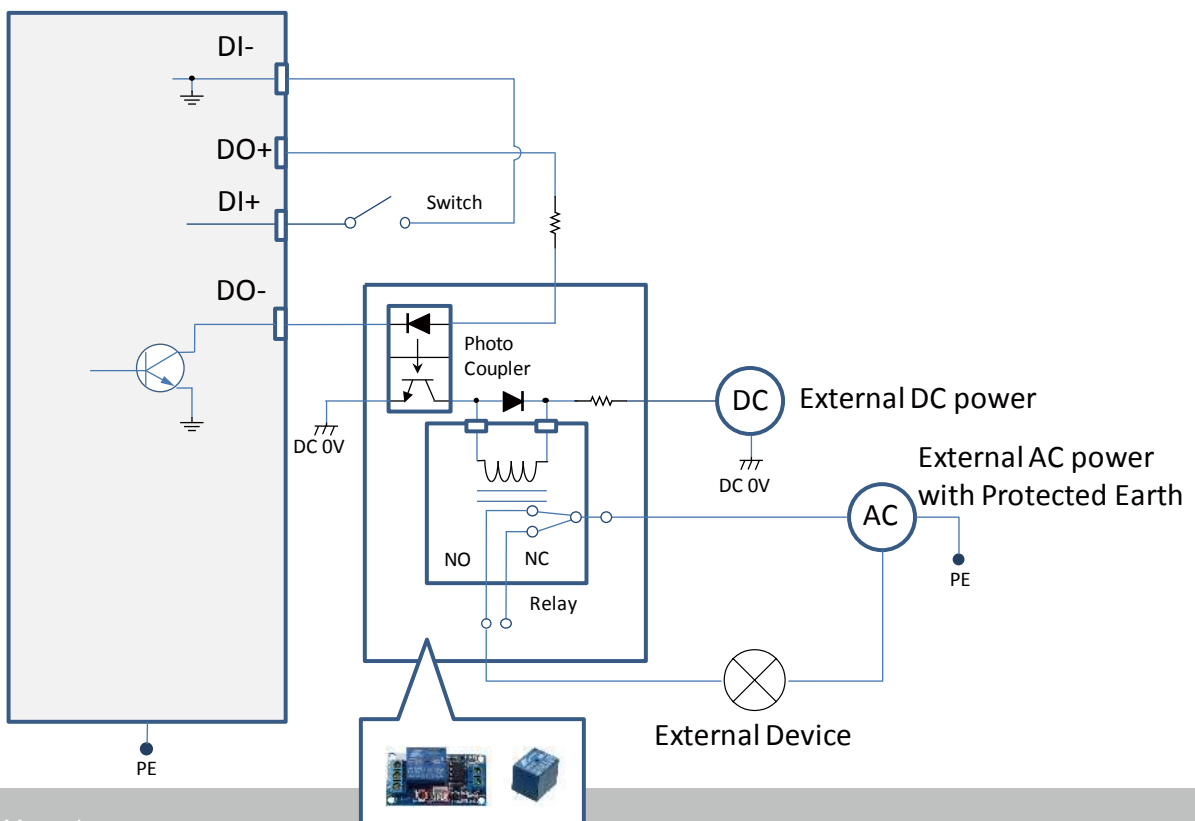 DI-
DO+
DI+
Switch
DO-
Photo
Coupler
DC
External DC power
DC 0V
DC 0V
External AC power
with Protected Earth
AC
NO
NC
PE
Relay
External Device
PE